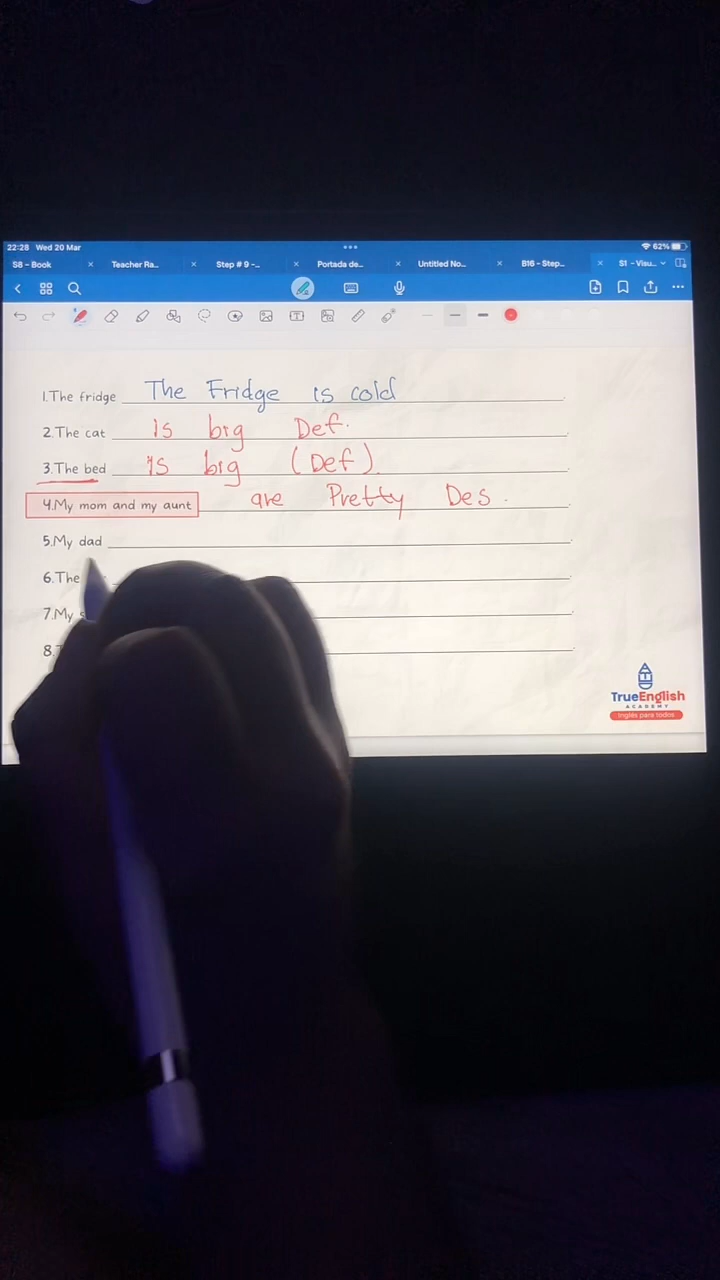 22:28 Wed 20 Mar 62%
S8 - Book Teacher Ra... Step # 9 -... Portada de... Untitled No... B16 - Step... S1 - Visu...
1.The fridge The Fridge is cold
2.The cat is big Def.
3.The bed is big (Def).
4.My mom and my aunt are Pretty Des.
5.My dad
6.The
7.My
8.
TrueEnglish
ACADEMY
Inglés para todos